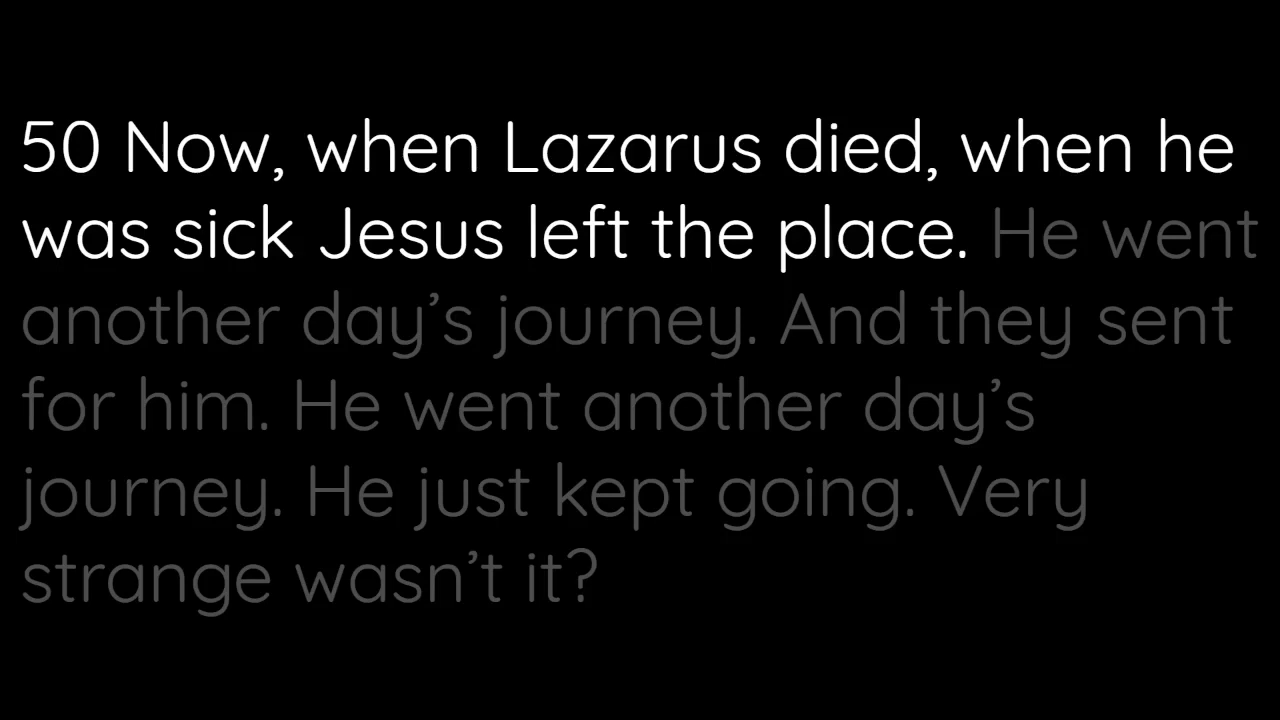 50 Now, when Lazarus died, when he
was sick Jesus left the place. He went
another day’s journey. And they sent
for him. He went another day’s
journey. He just kept going. Very
strange wasn’t it?